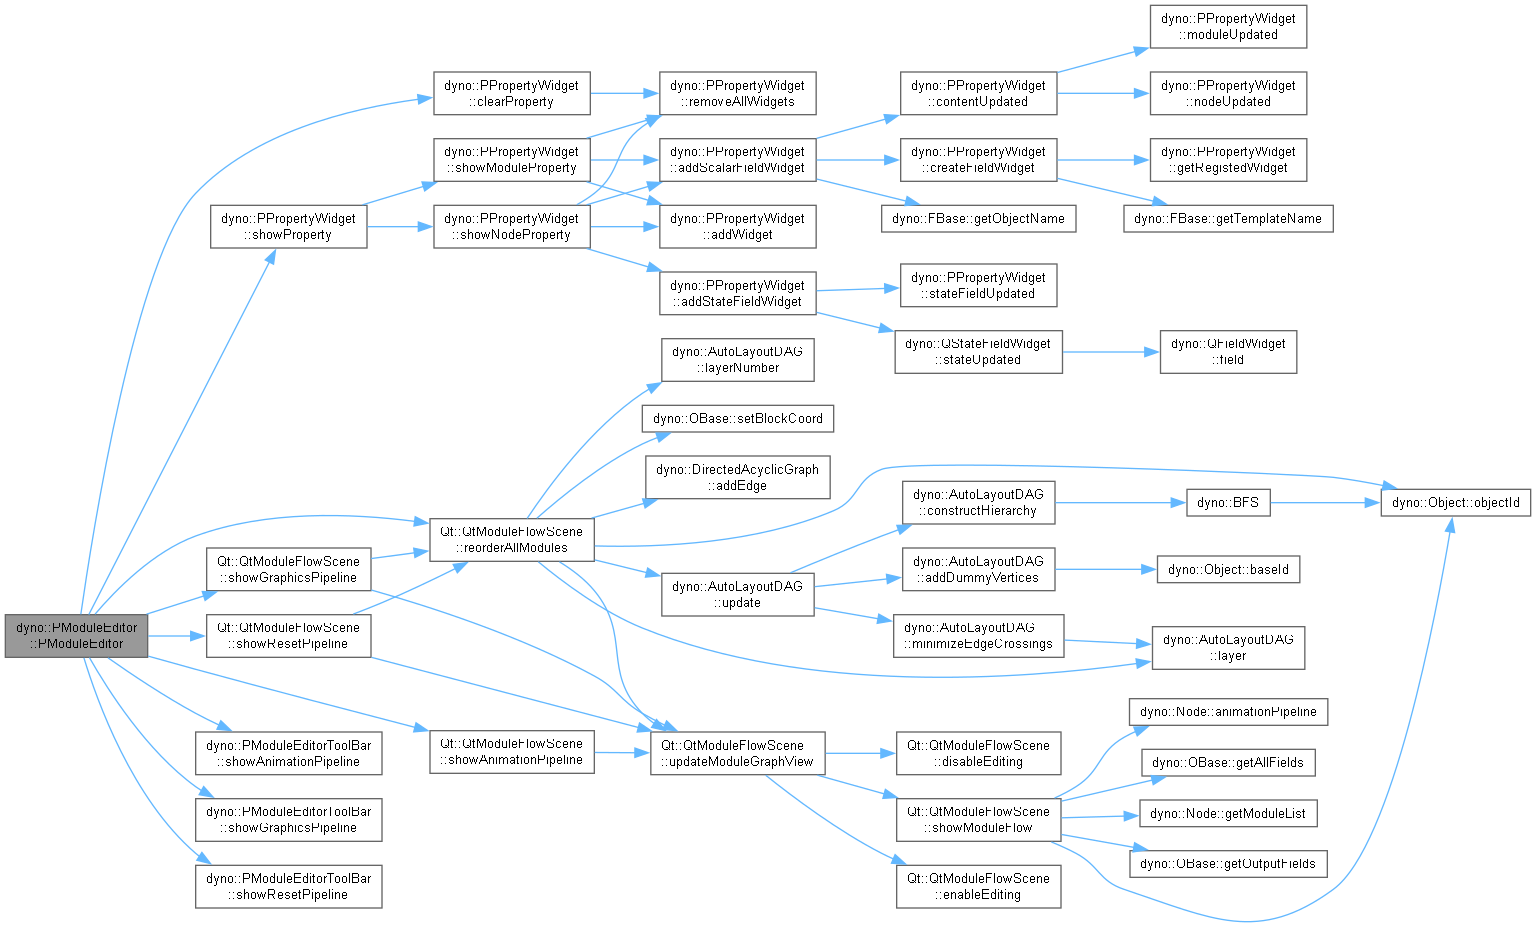 dyno::PPropertyWidget
::moduleUpdated
dyno::PPropertyWidget
::clearProperty
dyno::PPropertyWidget
::removeAllWidgets
dyno::PPropertyWidget
::contentUpdated
dyno::PPropertyWidget
::nodeUpdated
dyno::PPropertyWidget
::showModuleProperty
dyno::PPropertyWidget
::addScalarFieldWidget
dyno::PPropertyWidget
::createFieldWidget
dyno::PPropertyWidget
::getRegistedWidget
dyno::PPropertyWidget
::showProperty
dyno::PPropertyWidget
::showNodeProperty
dyno::PPropertyWidget
::addWidget
dyno::FBase::getObjectName
dyno::FBase::getTemplateName
dyno::PPropertyWidget
::addStateFieldWidget
dyno::PPropertyWidget
::stateFieldUpdated
dyno::QStateFieldWidget
::stateUpdated
dyno::QFieldWidget
::field
dyno::AutoLayoutDAG
::layerNumber
dyno::OBase::setBlockCoord
dyno::DirectedAcyclicGraph
::addEdge
dyno::AutoLayoutDAG
::constructHierarchy
dyno::BFS
dyno::Object::objectId
Qt::QtModuleFlowScene
::reorderAllModules
Qt::QtModuleFlowScene
::showGraphicsPipeline
dyno::AutoLayoutDAG
::update
dyno::AutoLayoutDAG
::addDummyVertices
dyno::Object::baseId
dyno::PModuleEditor
::PModuleEditor
Qt::QtModuleFlowScene
::showResetPipeline
dyno::AutoLayoutDAG
::minimizeEdgeCrossings
dyno::AutoLayoutDAG
::layer
dyno::PModuleEditorToolBar
::showAnimationPipeline
Qt::QtModuleFlowScene
::showAnimationPipeline
Qt::QtModuleFlowScene
::updateModuleGraphView
Qt::QtModuleFlowScene
::disableEditing
dyno::Node::animationPipeline
dyno::OBase::getAllFields
dyno::PModuleEditorToolBar
::showGraphicsPipeline
Qt::QtModuleFlowScene
::showModuleFlow
dyno::Node::getModuleList
dyno::OBase::getOutputFields
dyno::PModuleEditorToolBar
::showResetPipeline
Qt::QtModuleFlowScene
::enableEditing